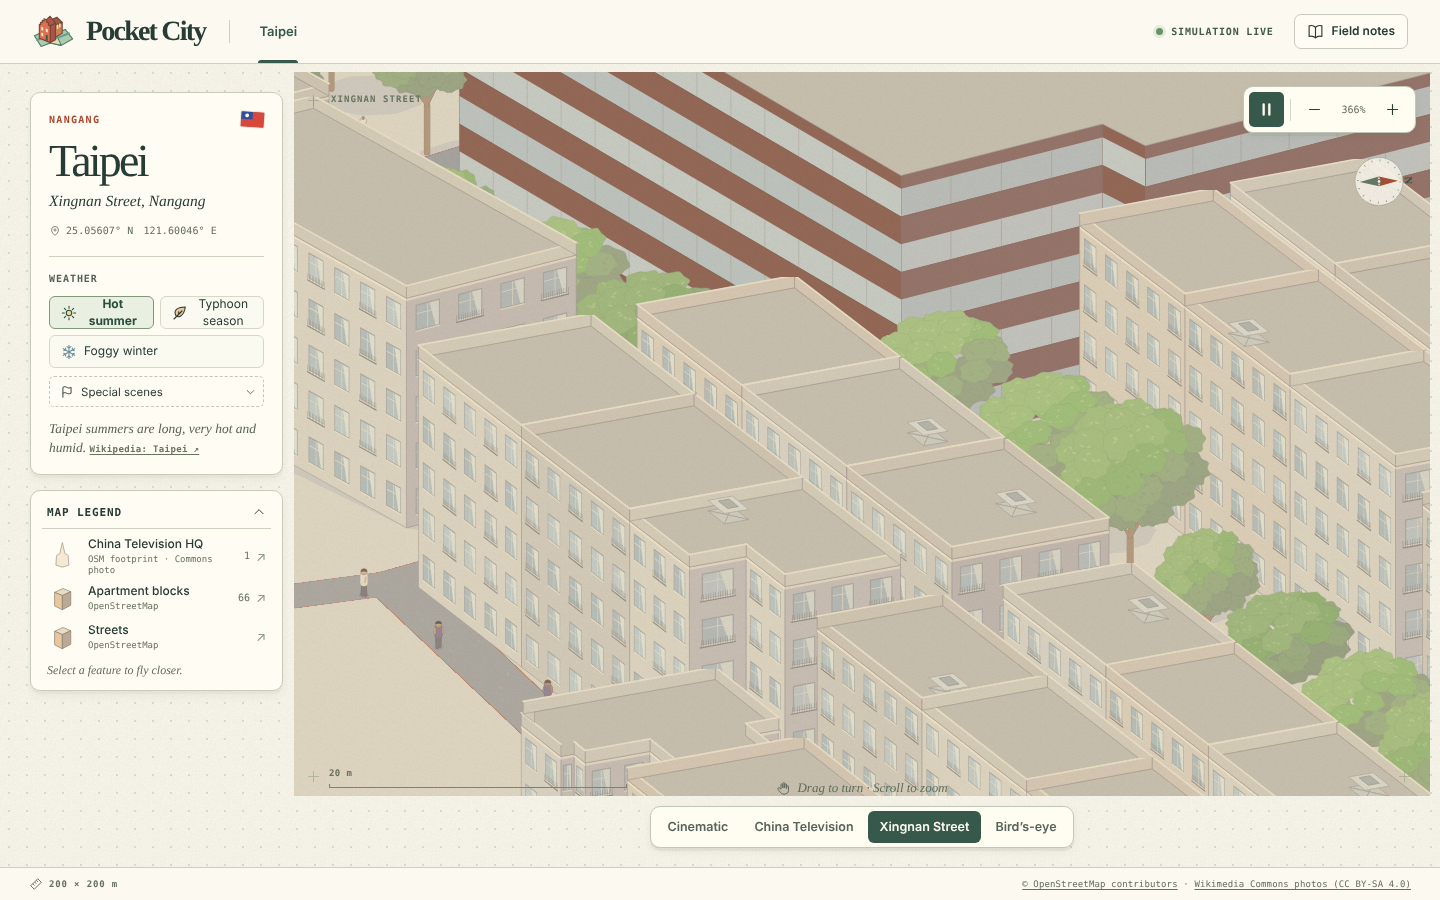 Pocket City
Taipei
SIMULATION LIVE
Field notes
NANGANG
Taipei
Xingnan Street, Nangang
25.05607° N 121.60046° E
WEATHER
Hot
summer
Typhoon
season
Foggy winter
Special scenes
Taipei summers are long, very hot and
humid. Wikipedia: Taipei ↗
MAP LEGEND
China Television HQ
OSM footprint · Commons
photo
1 ↗
Apartment blocks
OpenStreetMap
66 ↗
Streets
OpenStreetMap
↗
Select a feature to fly closer.
XINGNAN STREET
366%
N
20 m
Drag to turn · Scroll to zoom
Cinematic
China Television
Xingnan Street
Bird's-eye
200 × 200 m
© OpenStreetMap contributors · Wikimedia Commons photos (CC BY-SA 4.0)